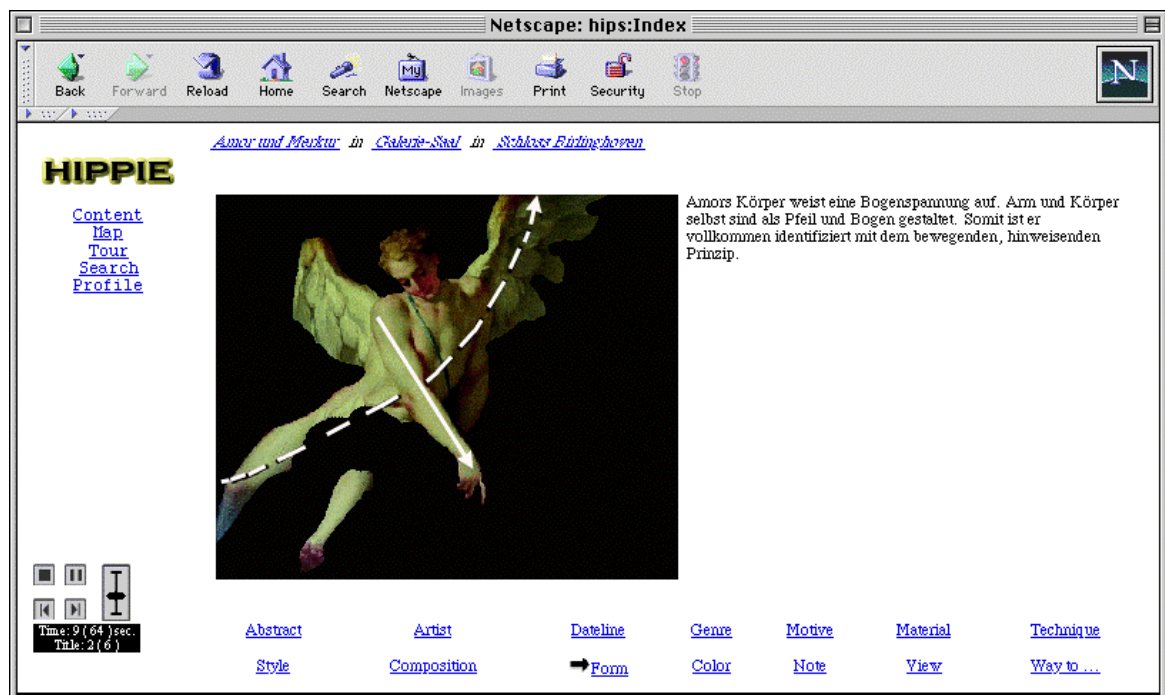 Netscape: hips:Index
Back Forward Reload Home Search Netscape Images Print Security Stop
My
N
Amor und Merkur in Galerie-Saal in Schloss Birlinghoven
HIPPIE
Content
Map
Tour
Search
Profile
Amors Körper weist eine Bogenspannung auf. Arm und Körper
selbst sind als Pfeil und Bogen gestaltet. Somit ist er
vollkommen identifiziert mit dem bewegenden, hinweisenden
Prinzip.
Time: 9 ( 64 ) sec.
Title: 2 ( 6 )
Abstract Artist Dateline Genre Motive Material Technique
Style Composition Form Color Note View Way to ...